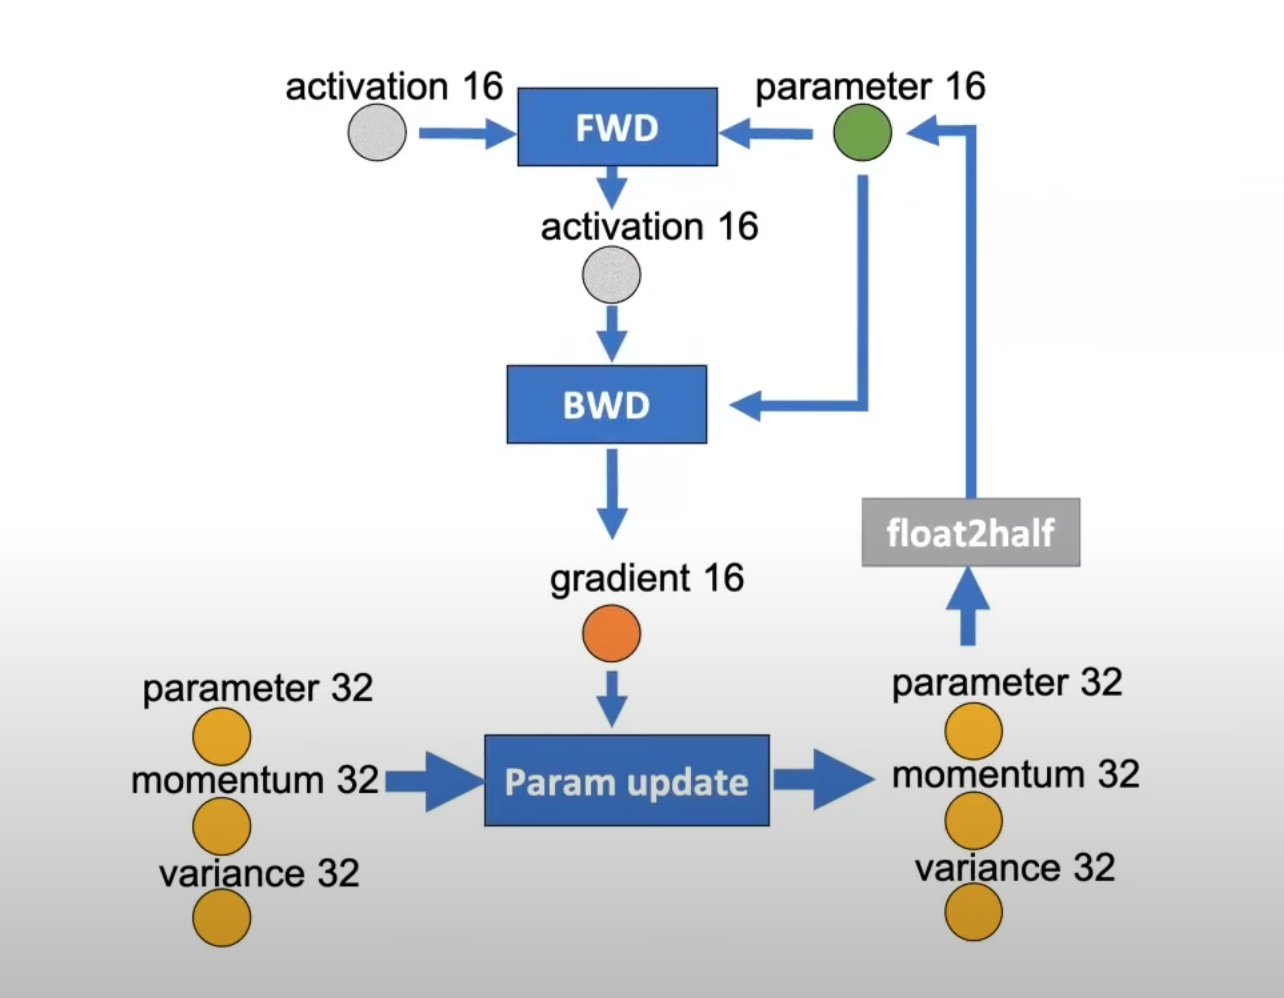 activation 16
FWD
parameter 16
activation 16
BWD
float2half
gradient 16
parameter 32
momentum 32
variance 32
Param update
parameter 32
momentum 32
variance 32